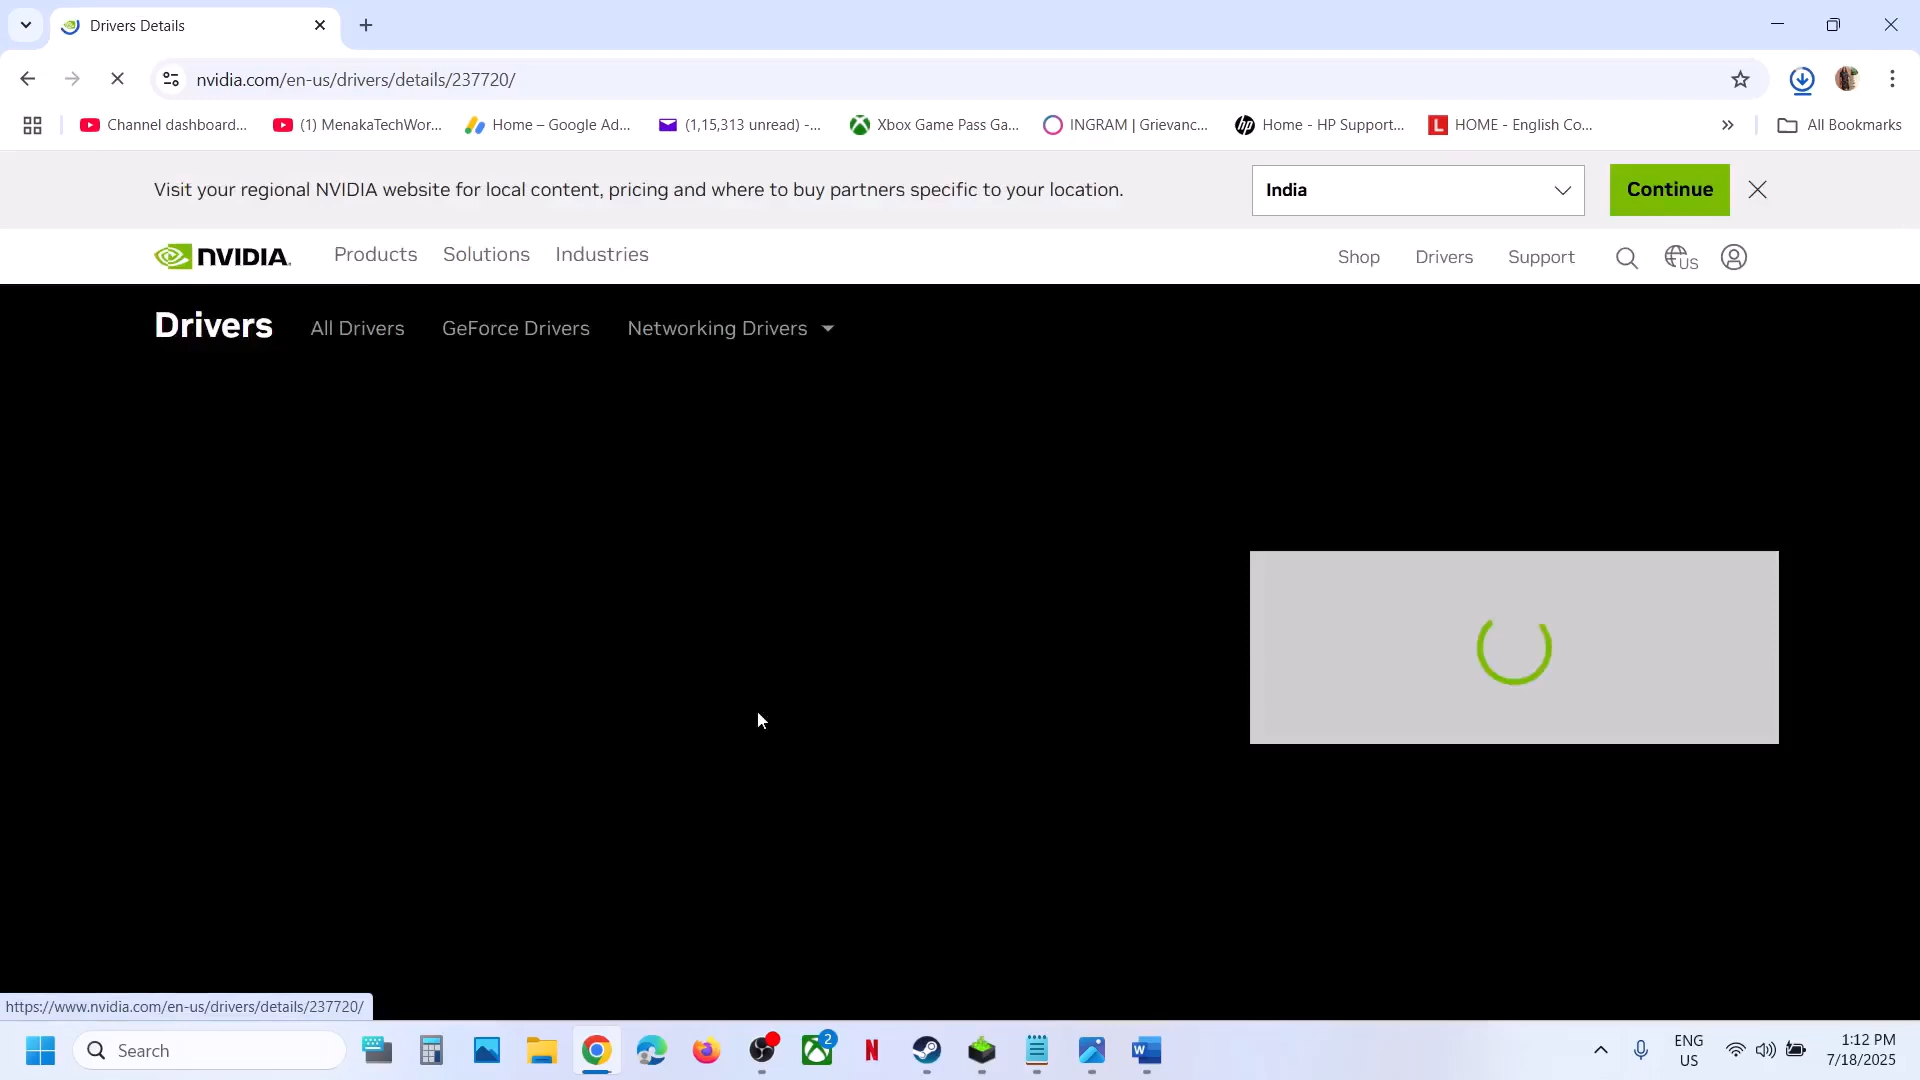 Drivers Details
nvidia.com/en-us/drivers/details/237720/
Channel dashboard...
(1) MenakaTechWor...
Home – Google Ad...
(1,15,313 unread) -...
Xbox Game Pass Ga...
INGRAM | Grievanc...
Home - HP Support...
HOME - English Co...
All Bookmarks
Visit your regional NVIDIA website for local content, pricing and where to buy partners specific to your location.
India
Continue
NVIDIA.
Products
Solutions
Industries
Shop
Drivers
Support
US
Drivers
All Drivers
GeForce Drivers
Networking Drivers
https://www.nvidia.com/en-us/drivers/details/237720/
Search
2
ENG
US
1:12 PM
7/18/2025